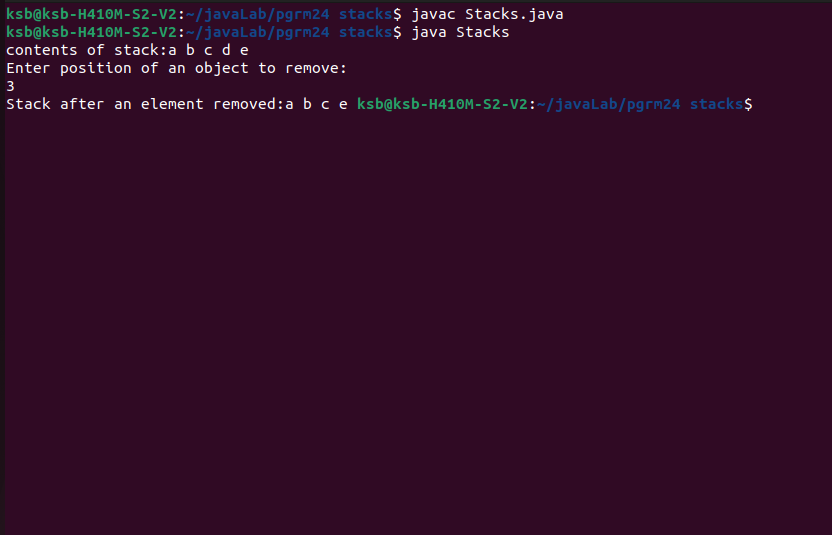 ksb@ksb-H410M-S2-V2:~/javaLab/pgrm24 stacks$ javac Stacks.java
ksb@ksb-H410M-S2-V2:~/javaLab/pgrm24 stacks$ java Stacks
contents of stack:a b c d e
Enter position of an object to remove:
3
Stack after an element removed:a b c e ksb@ksb-H410M-S2-V2:~/javaLab/pgrm24 stacks$